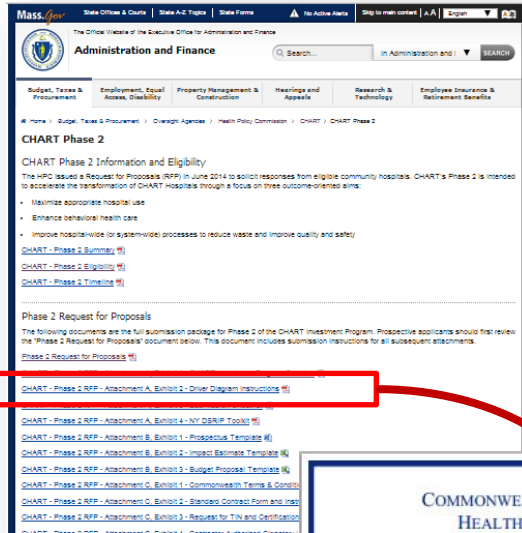 Mass.Gov
State Offices & Courts
State A-Z Topics
State Forms
No Active Alerts
Skip to main content
A A
English
The Official Website of the Executive Office for Administration and Finance
Administration and Finance
Search...
in Administration and
SEARCH
Budget, Taxes & Procurement
Employment, Equal Access, Disability
Property Management & Construction
Hearings and Appeals
Research & Technology
Employee Insurance & Retirement Benefits
Home > Budget, Taxes & Procurement > Oversight Agencies > Health Policy Commission > CHART > CHART Phase 2
CHART Phase 2
CHART Phase 2 Information and Eligibility
The HPC issued a Request for Proposals (RFP) in June 2014 to solicit responses from eligible community hospitals. CHART's Phase 2 is intended
to accelerate the transformation of CHART Hospitals through a focus on three outcome-oriented aims:
• Maximize appropriate hospital use
• Enhance behavioral health care
• Improve hospital-wide (or system-wide) processes to reduce waste and improve quality and safety
CHART - Phase 2 Summary
CHART - Phase 2 Eligibility
CHART - Phase 2 Timeline
Phase 2 Request for Proposals
The following documents are the full submission package for Phase 2 of the CHART Investment Program. Prospective applicants should first review
the "Phase 2 Request for Proposals" document below. This document includes submission instructions for all subsequent attachments.
Phase 2 Request for Proposals
CHART - Phase 2 RFP - Attachment A, Exhibit 2 - Driver Diagram Instructions
CHART - Phase 2 RFP - Attachment A, Exhibit 4 - NY DSRIP Toolkit
CHART - Phase 2 RFP - Attachment B, Exhibit 1 - Prospectus Template
CHART - Phase 2 RFP - Attachment B, Exhibit 2 - Impact Estimate Template
CHART - Phase 2 RFP - Attachment B, Exhibit 3 - Budget Proposal Template
CHART - Phase 2 RFP - Attachment C, Exhibit 1 - Commonwealth Terms & Conditi
CHART - Phase 2 RFP - Attachment C, Exhibit 2 - Standard Contract Form and Instr
CHART - Phase 2 RFP - Attachment C, Exhibit 3 - Request for TIN and Certification
COMMONWE
HEALTH